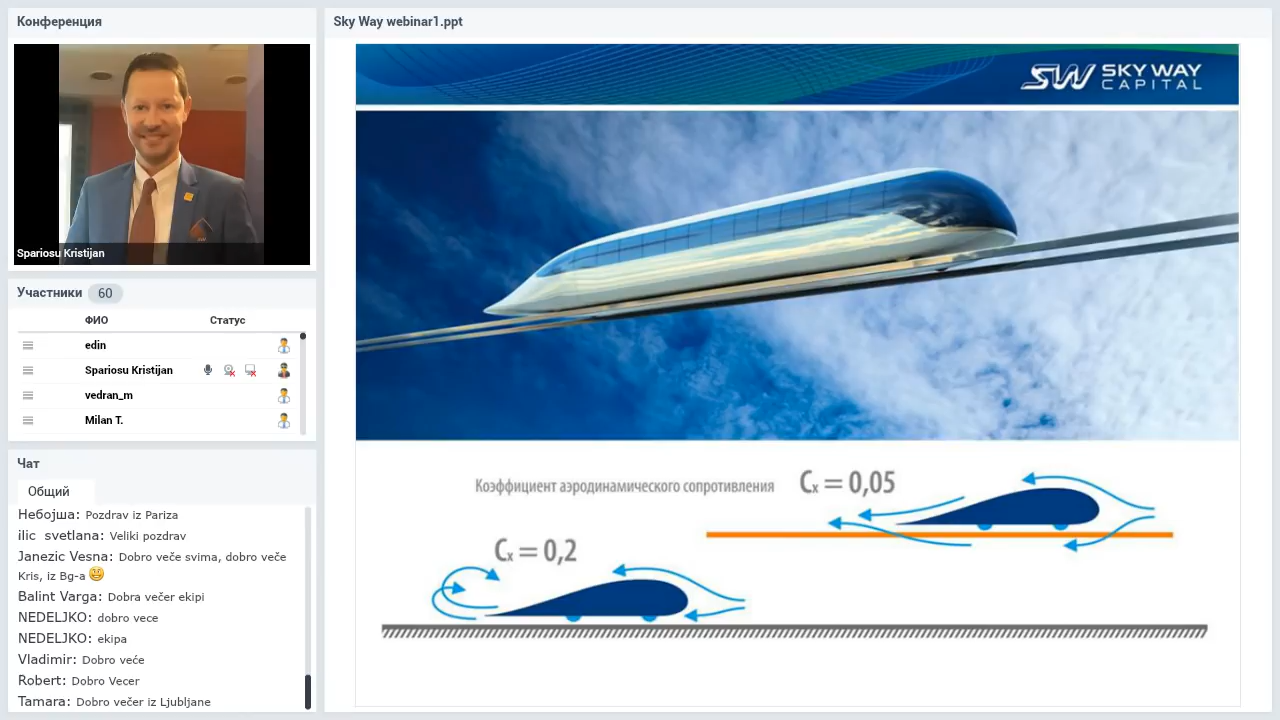 Конференция
Spariosu Kristijan
Участники 60
ФИО Статус
edin
Spariosu Kristijan
vedran_m
Milan T.
Чат
Общий
Небојша: Pozdrav iz Pariza
ilic svetlana: Veliki pozdrav
Janezic Vesna: Dobro veče svima, dobro veče
Kris, iz Bg-a
Balint Varga: Dobra večer ekipi
NEDELJKO: dobro vece
NEDELJKO: ekipa
Vladimir: Dobro veće
Robert: Dobro Vecer
Tamara: Dobro večer iz Ljubljane
Sky Way webinar1.ppt
SW SKY WAY
CAPITAL
Коэффициент аэродинамического сопротивления
Cx = 0,05
Cx = 0,2